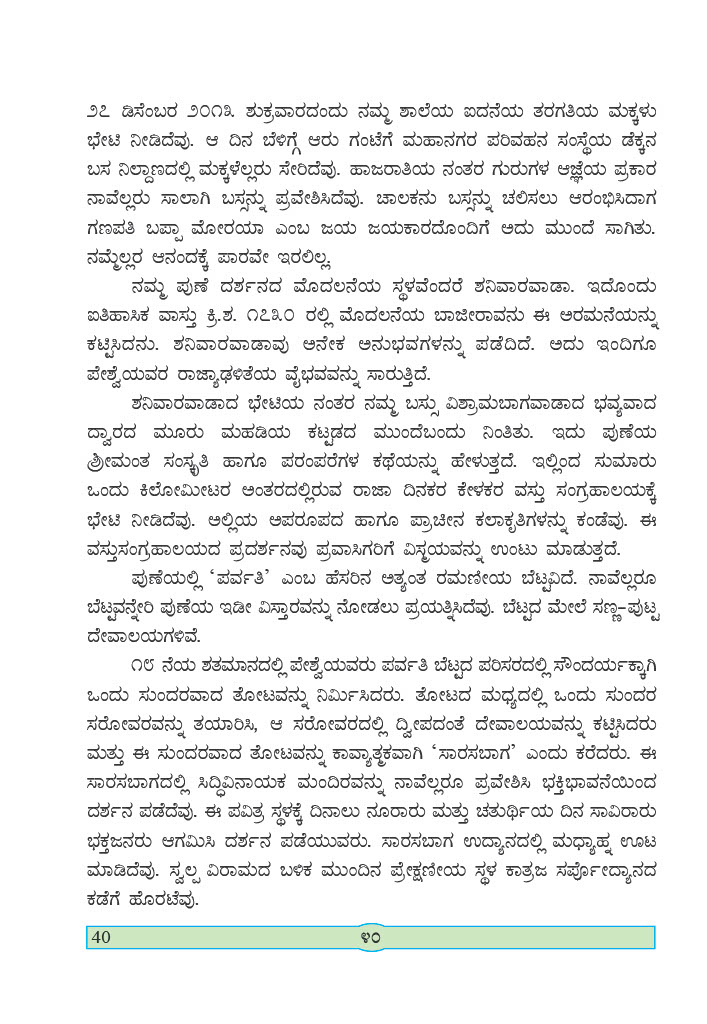 ೨೭ ಡಿಸೆಂಬರ ೨೦೧೩ ಶುಕ್ರವಾರದಂದು ನಮ್ಮ ಶಾಲೆಯ ಐದನೆಯ ತರಗತಿಯ ಮಕ್ಕಳು
ಭೇಟಿ ನೀಡಿದೆವು. ಆ ದಿನ ಬೆಳಿಗ್ಗೆ ಆರು ಗಂಟೆಗೆ ಮಹಾನಗರ ಪರಿವಹನ ಸಂಸ್ಥೆಯ ಡೆಕ್ಕನ
ಬಸ ನಿಲ್ದಾಣದಲ್ಲಿ ಮಕ್ಕಳೆಲ್ಲರು ಸೇರಿದೆವು. ಹಾಜರಾತಿಯ ನಂತರ ಗುರುಗಳ ಆಜ್ಞೆಯ ಪ್ರಕಾರ
ನಾವೆಲ್ಲರು ಸಾಲಾಗಿ ಬಸ್ಸನ್ನು ಪ್ರವೇಶಿಸಿದೆವು. ಚಾಲಕನು ಬಸ್ಸನ್ನು ಚಲಿಸಲು ಆರಂಭಿಸಿದಾಗ
ಗಣಪತಿ ಬಪ್ಪಾ ಮೋರಯಾ ಎಂಬ ಜಯ ಜಯಕಾರದೊಂದಿಗೆ ಅದು ಮುಂದೆ ಸಾಗಿತು.
ನಮ್ಮೆಲ್ಲರ ಆನಂದಕ್ಕೆ ಪಾರವೇ ಇರಲಿಲ್ಲ.
ನಮ್ಮ ಪುಣೆ ದರ್ಶನದ ಮೊದಲನೆಯ ಸ್ಥಳವೆಂದರೆ ಶನಿವಾರವಾಡಾ. ಇದೊಂದು
ಐತಿಹಾಸಿಕ ವಾಸ್ತು ಕ್ರಿ.ಶ. ೧೭೩೦ ರಲ್ಲಿ ಮೊದಲನೆಯ ಬಾಜೀರಾವನು ಈ ಅರಮನೆಯನ್ನು
ಕಟ್ಟಿಸಿದನು. ಶನಿವಾರವಾಡಾವು ಅನೇಕ ಅನುಭವಗಳನ್ನು ಪಡೆದಿದೆ. ಅದು ಇಂದಿಗೂ
ಪೇಶ್ವೆಯವರ ರಾಜ್ಯಾಢಳಿತೆಯ ವೈಭವವನ್ನು ಸಾರುತ್ತಿದೆ.
ಶನಿವಾರವಾಡಾದ ಭೇಟಿಯ ನಂತರ ನಮ್ಮ ಬಸ್ಸು ವಿಶ್ರಾಮಬಾಗವಾಡಾದ ಭವ್ಯವಾದ
ದ್ವಾರದ ಮೂರು ಮಹಡಿಯ ಕಟ್ಟಡದ ಮುಂದೆಬಂದು ನಿಂತಿತು. ಇದು ಪುಣೆಯ
ಶ್ರೀಮಂತ ಸಂಸ್ಕೃತಿ ಹಾಗೂ ಪರಂಪರೆಗಳ ಕಥೆಯನ್ನು ಹೇಳುತ್ತದೆ. ಇಲ್ಲಿಂದ ಸುಮಾರು
ಒಂದು ಕಿಲೋಮೀಟರ ಅಂತರದಲ್ಲಿರುವ ರಾಜಾ ದಿನಕರ ಕೇಳಕರ ವಸ್ತು ಸಂಗ್ರಹಾಲಯಕ್ಕೆ
ಭೇಟಿ ನೀಡಿದೆವು. ಅಲ್ಲಿಯ ಅಪರೂಪದ ಹಾಗೂ ಪ್ರಾಚೀನ ಕಲಾಕೃತಿಗಳನ್ನು ಕಂಡೆವು. ಈ
ವಸ್ತುಸಂಗ್ರಹಾಲಯದ ಪ್ರದರ್ಶನವು ಪ್ರವಾಸಿಗರಿಗೆ ವಿಸ್ಮಯವನ್ನು ಉಂಟು ಮಾಡುತ್ತದೆ.
ಪುಣೆಯಲ್ಲಿ ‘ಪರ್ವತಿ’ ಎಂಬ ಹೆಸರಿನ ಅತ್ಯಂತ ರಮಣೀಯ ಬೆಟ್ಟವಿದೆ. ನಾವೆಲ್ಲರೂ
ಬೆಟ್ಟವನ್ನೇರಿ ಪುಣೆಯ ಇಡೀ ವಿಸ್ತಾರವನ್ನು ನೋಡಲು ಪ್ರಯತ್ನಿಸಿದೆವು. ಬೆಟ್ಟದ ಮೇಲೆ ಸಣ್ಣ-ಪುಟ್ಟ
ದೇವಾಲಯಗಳಿವೆ.
೧೮ ನೆಯ ಶತಮಾನದಲ್ಲಿ ಪೇಶ್ವೆಯವರು ಪರ್ವತಿ ಬೆಟ್ಟದ ಪರಿಸರದಲ್ಲಿ ಸೌಂದರ್ಯಕ್ಕಾಗಿ
ಒಂದು ಸುಂದರವಾದ ತೋಟವನ್ನು ನಿರ್ಮಿಸಿದರು. ತೋಟದ ಮಧ್ಯದಲ್ಲಿ ಒಂದು ಸುಂದರ
ಸರೋವರವನ್ನು ತಯಾರಿಸಿ, ಆ ಸರೋವರದಲ್ಲಿ ದ್ವೀಪದಂತೆ ದೇವಾಲಯವನ್ನು ಕಟ್ಟಿಸಿದರು
ಮತ್ತು ಈ ಸುಂದರವಾದ ತೋಟವನ್ನು ಕಾವ್ಯಾತ್ಮಕವಾಗಿ ‘ಸಾರಸಬಾಗ’ ಎಂದು ಕರೆದರು. ಈ
ಸಾರಸಬಾಗದಲ್ಲಿ ಸಿದ್ಧಿವಿನಾಯಕ ಮಂದಿರವನ್ನು ನಾವೆಲ್ಲರೂ ಪ್ರವೇಶಿಸಿ ಭಕ್ತಿಭಾವನೆಯಿಂದ
ದರ್ಶನ ಪಡೆದೆವು. ಈ ಪವಿತ್ರ ಸ್ಥಳಕ್ಕೆ ದಿನಾಲು ನೂರಾರು ಮತ್ತು ಚತುರ್ಥಿಯ ದಿನ ಸಾವಿರಾರು
ಭಕ್ತಜನರು ಆಗಮಿಸಿ ದರ್ಶನ ಪಡೆಯುವರು. ಸಾರಸಬಾಗ ಉದ್ಯಾನದಲ್ಲಿ ಮಧ್ಯಾಹ್ನ ಊಟ
ಮಾಡಿದೆವು. ಸ್ವಲ್ಪ ವಿರಾಮದ ಬಳಿಕ ಮುಂದಿನ ಪ್ರೇಕ್ಷಣೀಯ ಸ್ಥಳ ಕಾತ್ರಜ ಸರ್ಪೋದ್ಯಾನದ
ಕಡೆಗೆ ಹೊರಟೆವು.
40 ೪೦